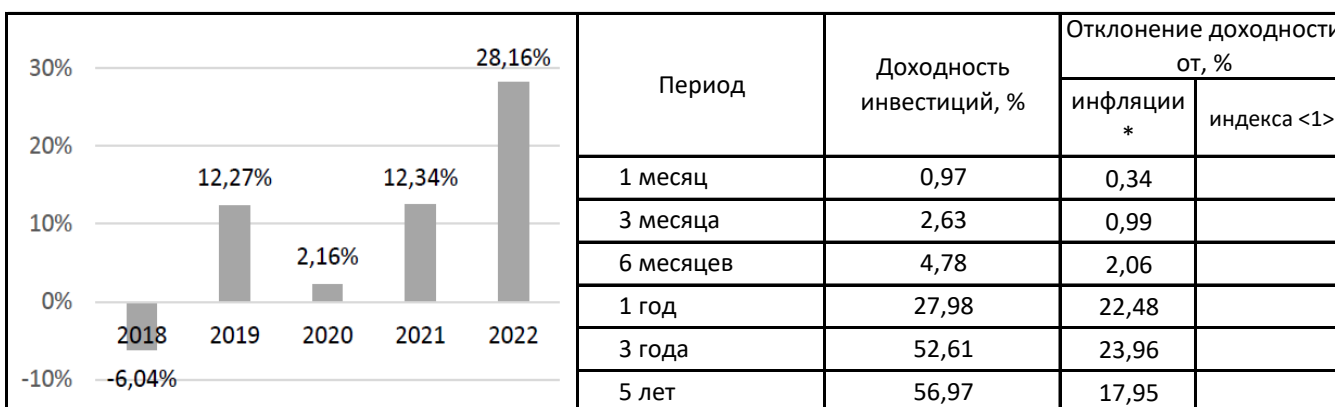 30%
20%
10%
0%
-10%
-6,04%
12,27%
2,16%
12,34%
28,16%
2018 2019 2020 2021 2022
Период
Доходность
инвестиций, %
Отклонение доходности
от, %
инфляции
*
индекса <1>
1 месяц 0,97 0,34
3 месяца 2,63 0,99
6 месяцев 4,78 2,06
1 год 27,98 22,48
3 года 52,61 23,96
5 лет 56,97 17,95